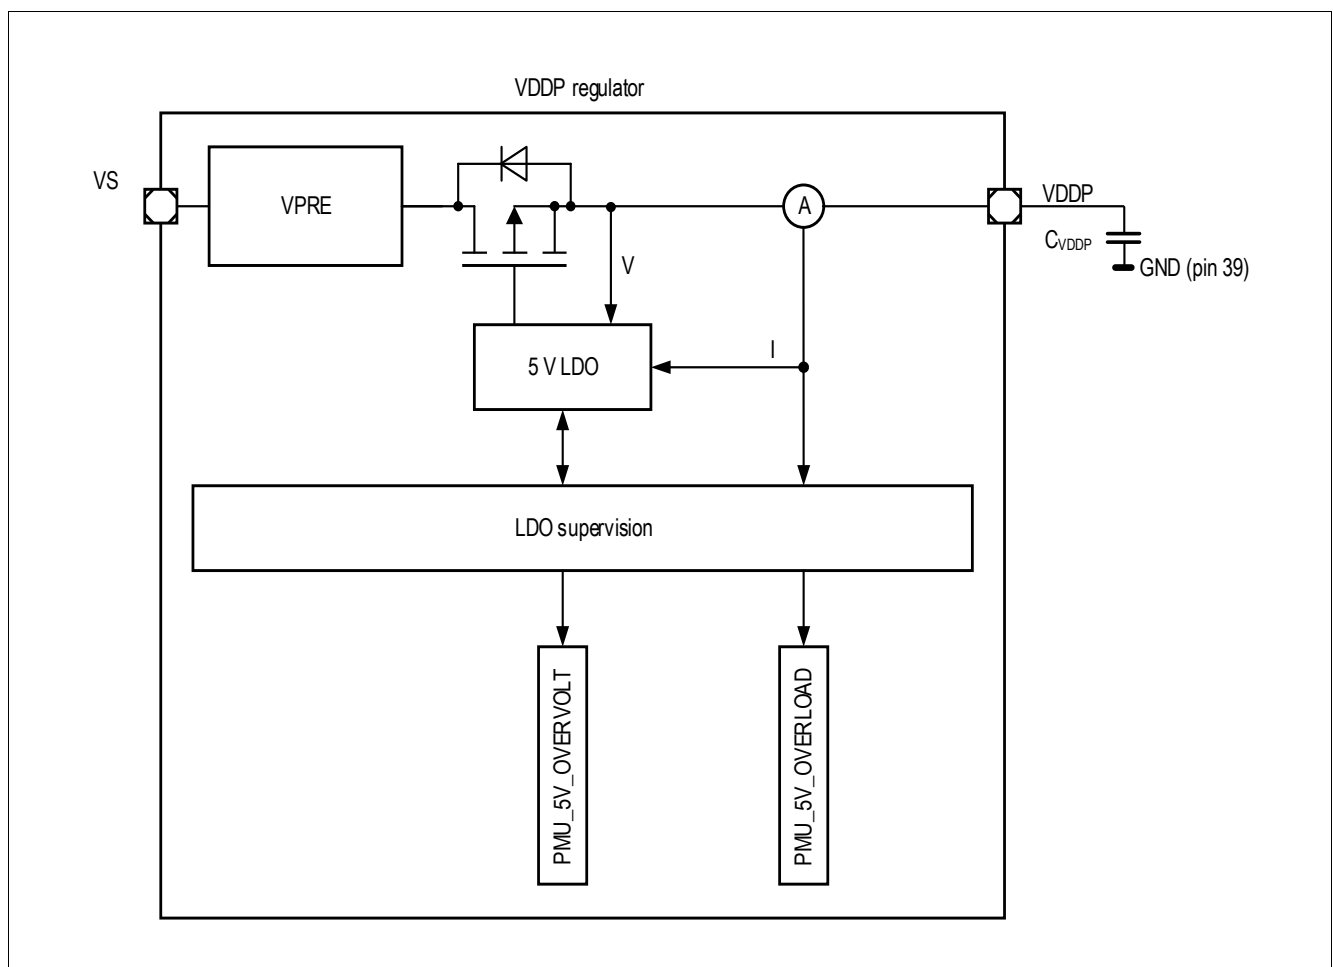 VDDP regulator
VS
VPRE
A
VDDP
CVDDP
GND (pin 39)
V
I
5 V LDO
LDO supervision
PMU_5V_OVERVOLT
PMU_5V_OVERLOAD